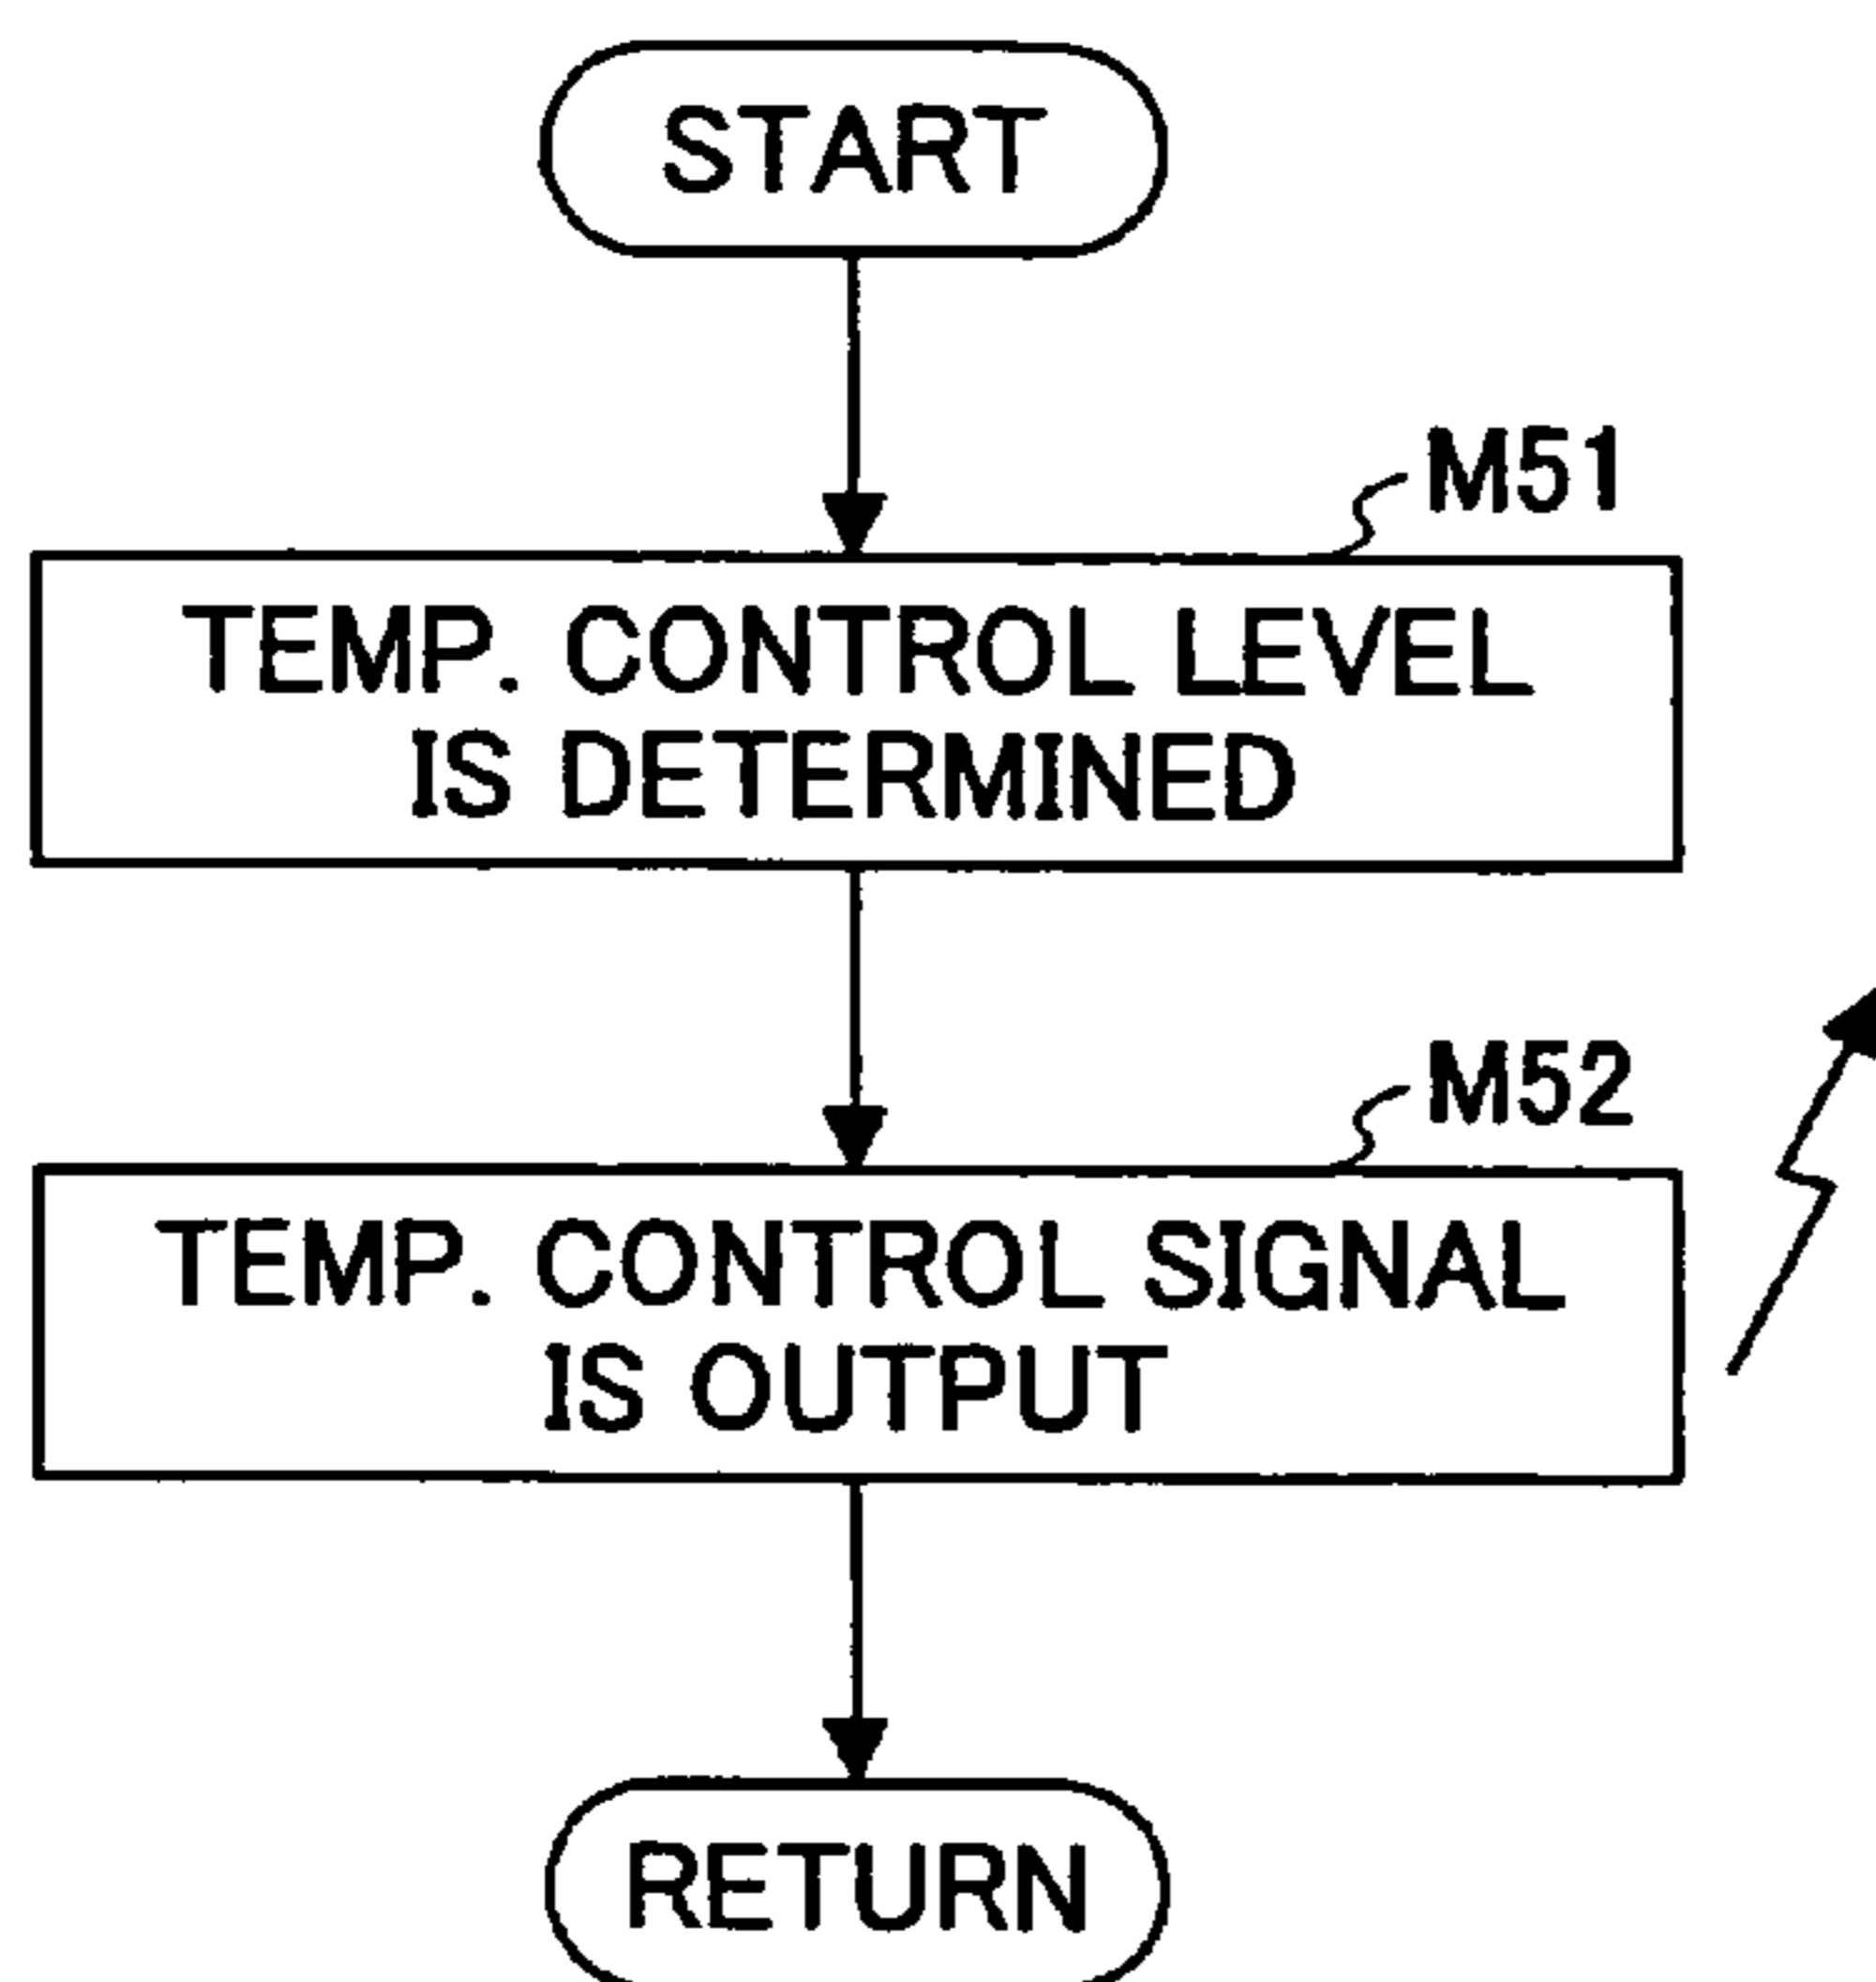 START
M51
TEMP. CONTROL LEVEL
IS DETERMINED
M52
TEMP. CONTROL SIGNAL
IS OUTPUT
RETURN